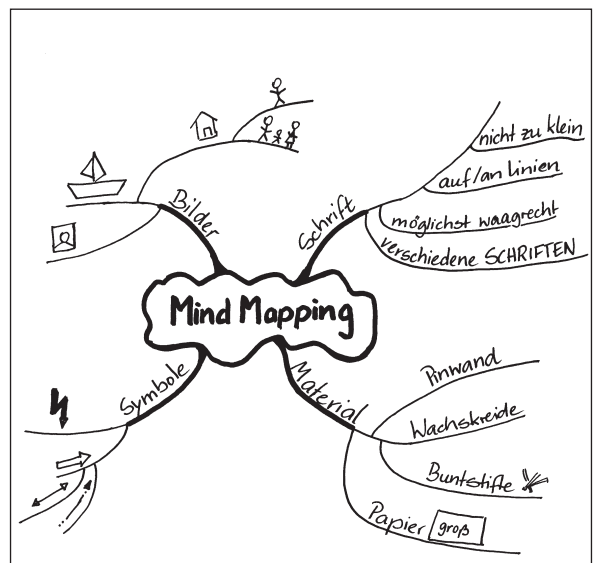 Mind Mapping
Bilder
Schrift
nicht zu klein
auf/an Linien
möglichst waagrecht
verschiedene SCHRIFTEN
Symbole
Material
Pinwand
Wachskreide
Buntstifte
Papier groß